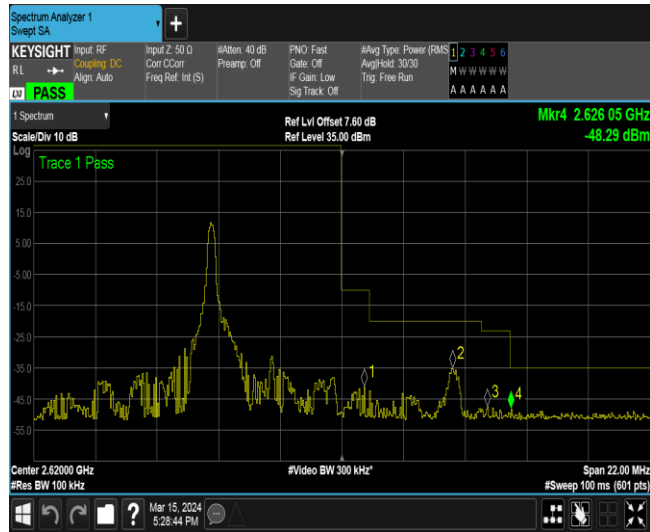 Spectrum Analyzer 1
Swept SA
+
KEYSIGHT Input: RF Input Z: 50 Ω #Atten: 40 dB PNO: Fast #Avg Type: Power (RMS 1 2 3 4 5 6
RL Coupling: DC Corr CCorr Preamp: Off Gate: Off Avg|Hold: 30/30 M W W W W W
Align: Auto Freq Ref: Int (S) IF Gain: Low Trig: Free Run
LXI PASS Sig Track: Off A A A A A A
1 Spectrum Ref Lvl Offset 7.60 dB Mkr4 2.626 05 GHz
Scale/Div 10 dB Ref Level 35.00 dBm -48.29 dBm
Log
Trace 1 Pass
25.0
15.0
5.00
-5.00
-15.0
-25.0
-35.0
-45.0
-55.0
1
2
3
4
Center 2.62000 GHz #Video BW 300 kHz* Span 22.00 MHz
#Res BW 100 kHz #Sweep 100 ms (601 pts)
? Mar 15, 2024
5:28:44 PM